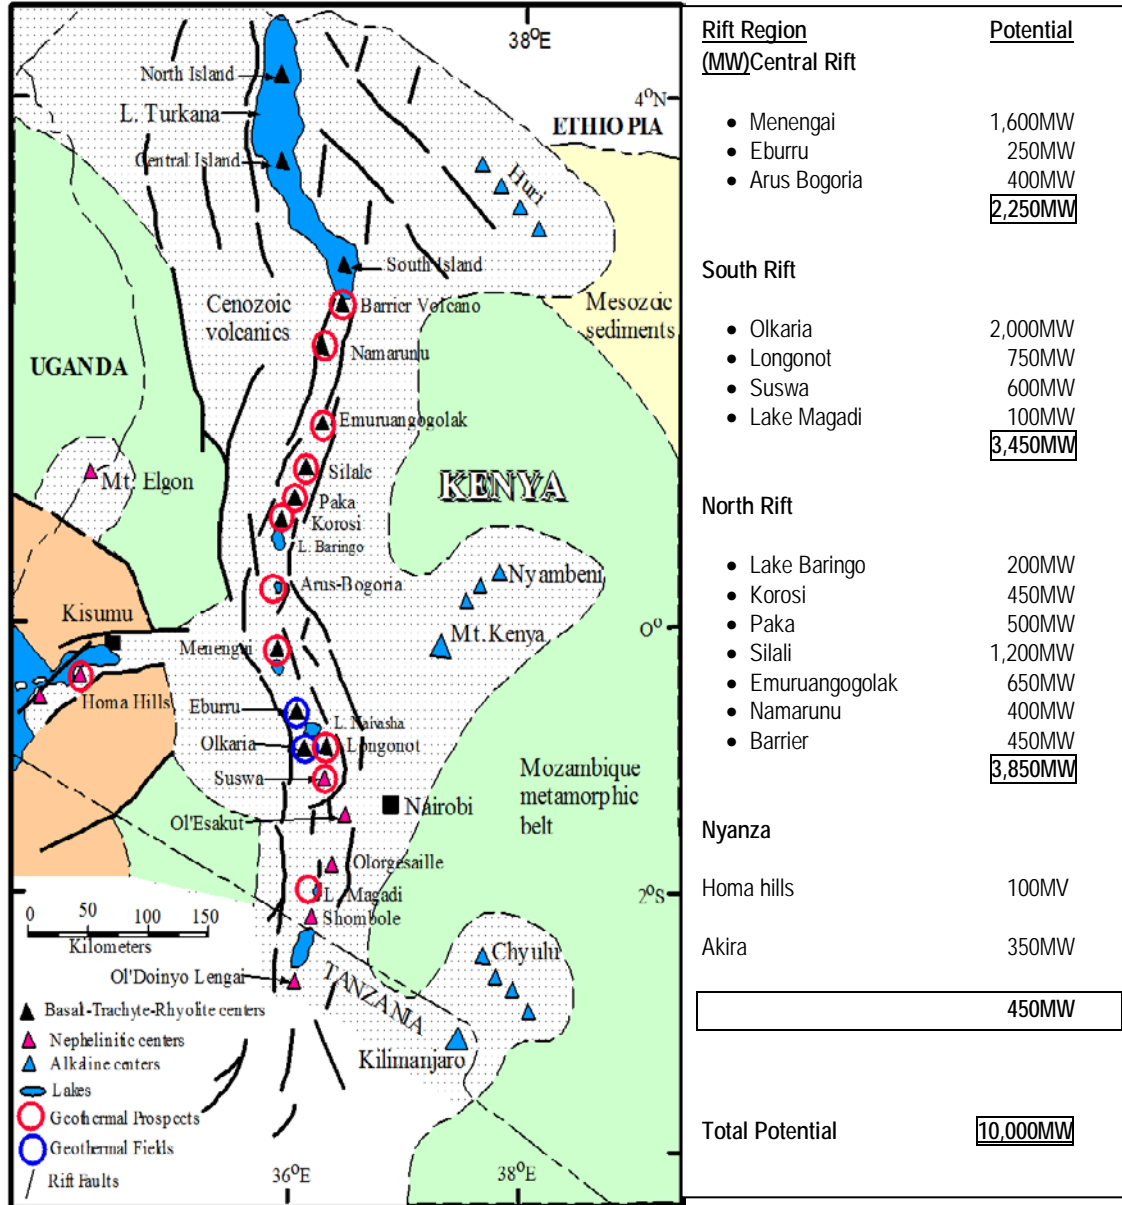 38°E
North Island
4°N
L. Turkana
ETHIOPIA
Central Island
Huri
South Island
Cenozoic
volcanics
Barrier Volcano
Mesozoic
sediments
Namarunu
UGANDA
Emuruangogolak
Silale
KENYA
Mt. Elgon
Paka
Korosi
L. Baringo
Arus-Bogoria
Nyambeni
Kisumu
0°
Mt.Kenya
Menengai
Homa Hills
Eburru
L. Naivasha
Olkaria
Longonot
Suswa
Mozambique
metamorphic
belt
Nairobi
Ol'Esakut
Olorgesaille
L. Magadi
2°S
Shombole
0 50 100 150
Kilometers
Chyulu
Ol'Doinyo Lengai
TANZANIA
Basalt-Trachyte-Rhyolite centers
Nephelinitic centers
Alkaline centers
Kilimanjaro
Lakes
Geothermal Prospects
Geothermal Fields
Rift Faults
36°E
38°E
Rift Region Potential
(MW)Central Rift
• Menengai 1,600MW
• Eburru 250MW
• Arus Bogoria 400MW
2,250MW
South Rift
• Olkaria 2,000MW
• Longonot 750MW
• Suswa 600MW
• Lake Magadi 100MW
3,450MW
North Rift
• Lake Baringo 200MW
• Korosi 450MW
• Paka 500MW
• Silali 1,200MW
• Emuruangogolak 650MW
• Namarunu 400MW
• Barrier 450MW
3,850MW
Nyanza
Homa hills 100MV
Akira 350MW
450MW
Total Potential 10,000MW